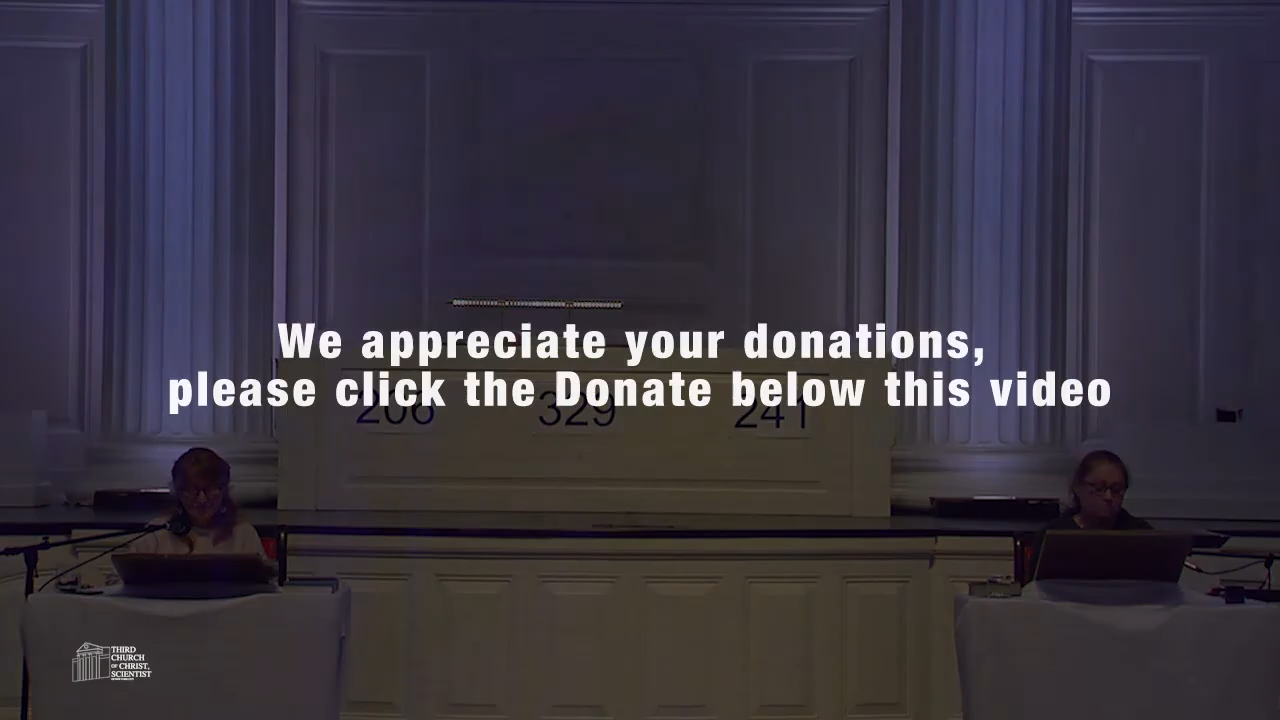 We appreciate your donations,
please click the Donate below this video
206 329 241
THIRD
CHURCH
OF CHRIST,
SCIENTIST